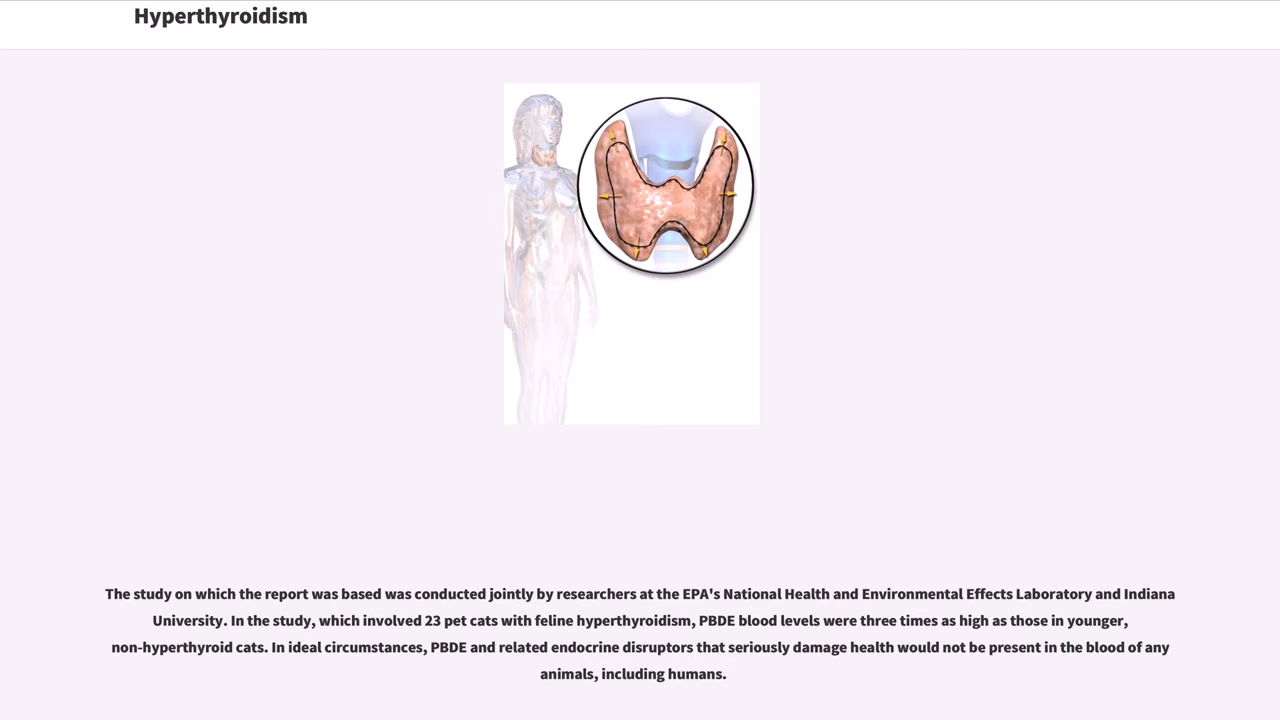 Hyperthyroidism
The study on which the report was based was conducted jointly by researchers at the EPA's National Health and Environmental Effects Laboratory and Indiana
University. In the study, which involved 23 pet cats with feline hyperthyroidism, PBDE blood levels were three times as high as those in younger,
non-hyperthyroid cats. In ideal circumstances, PBDE and related endocrine disruptors that seriously damage health would not be present in the blood of any
animals, including humans.